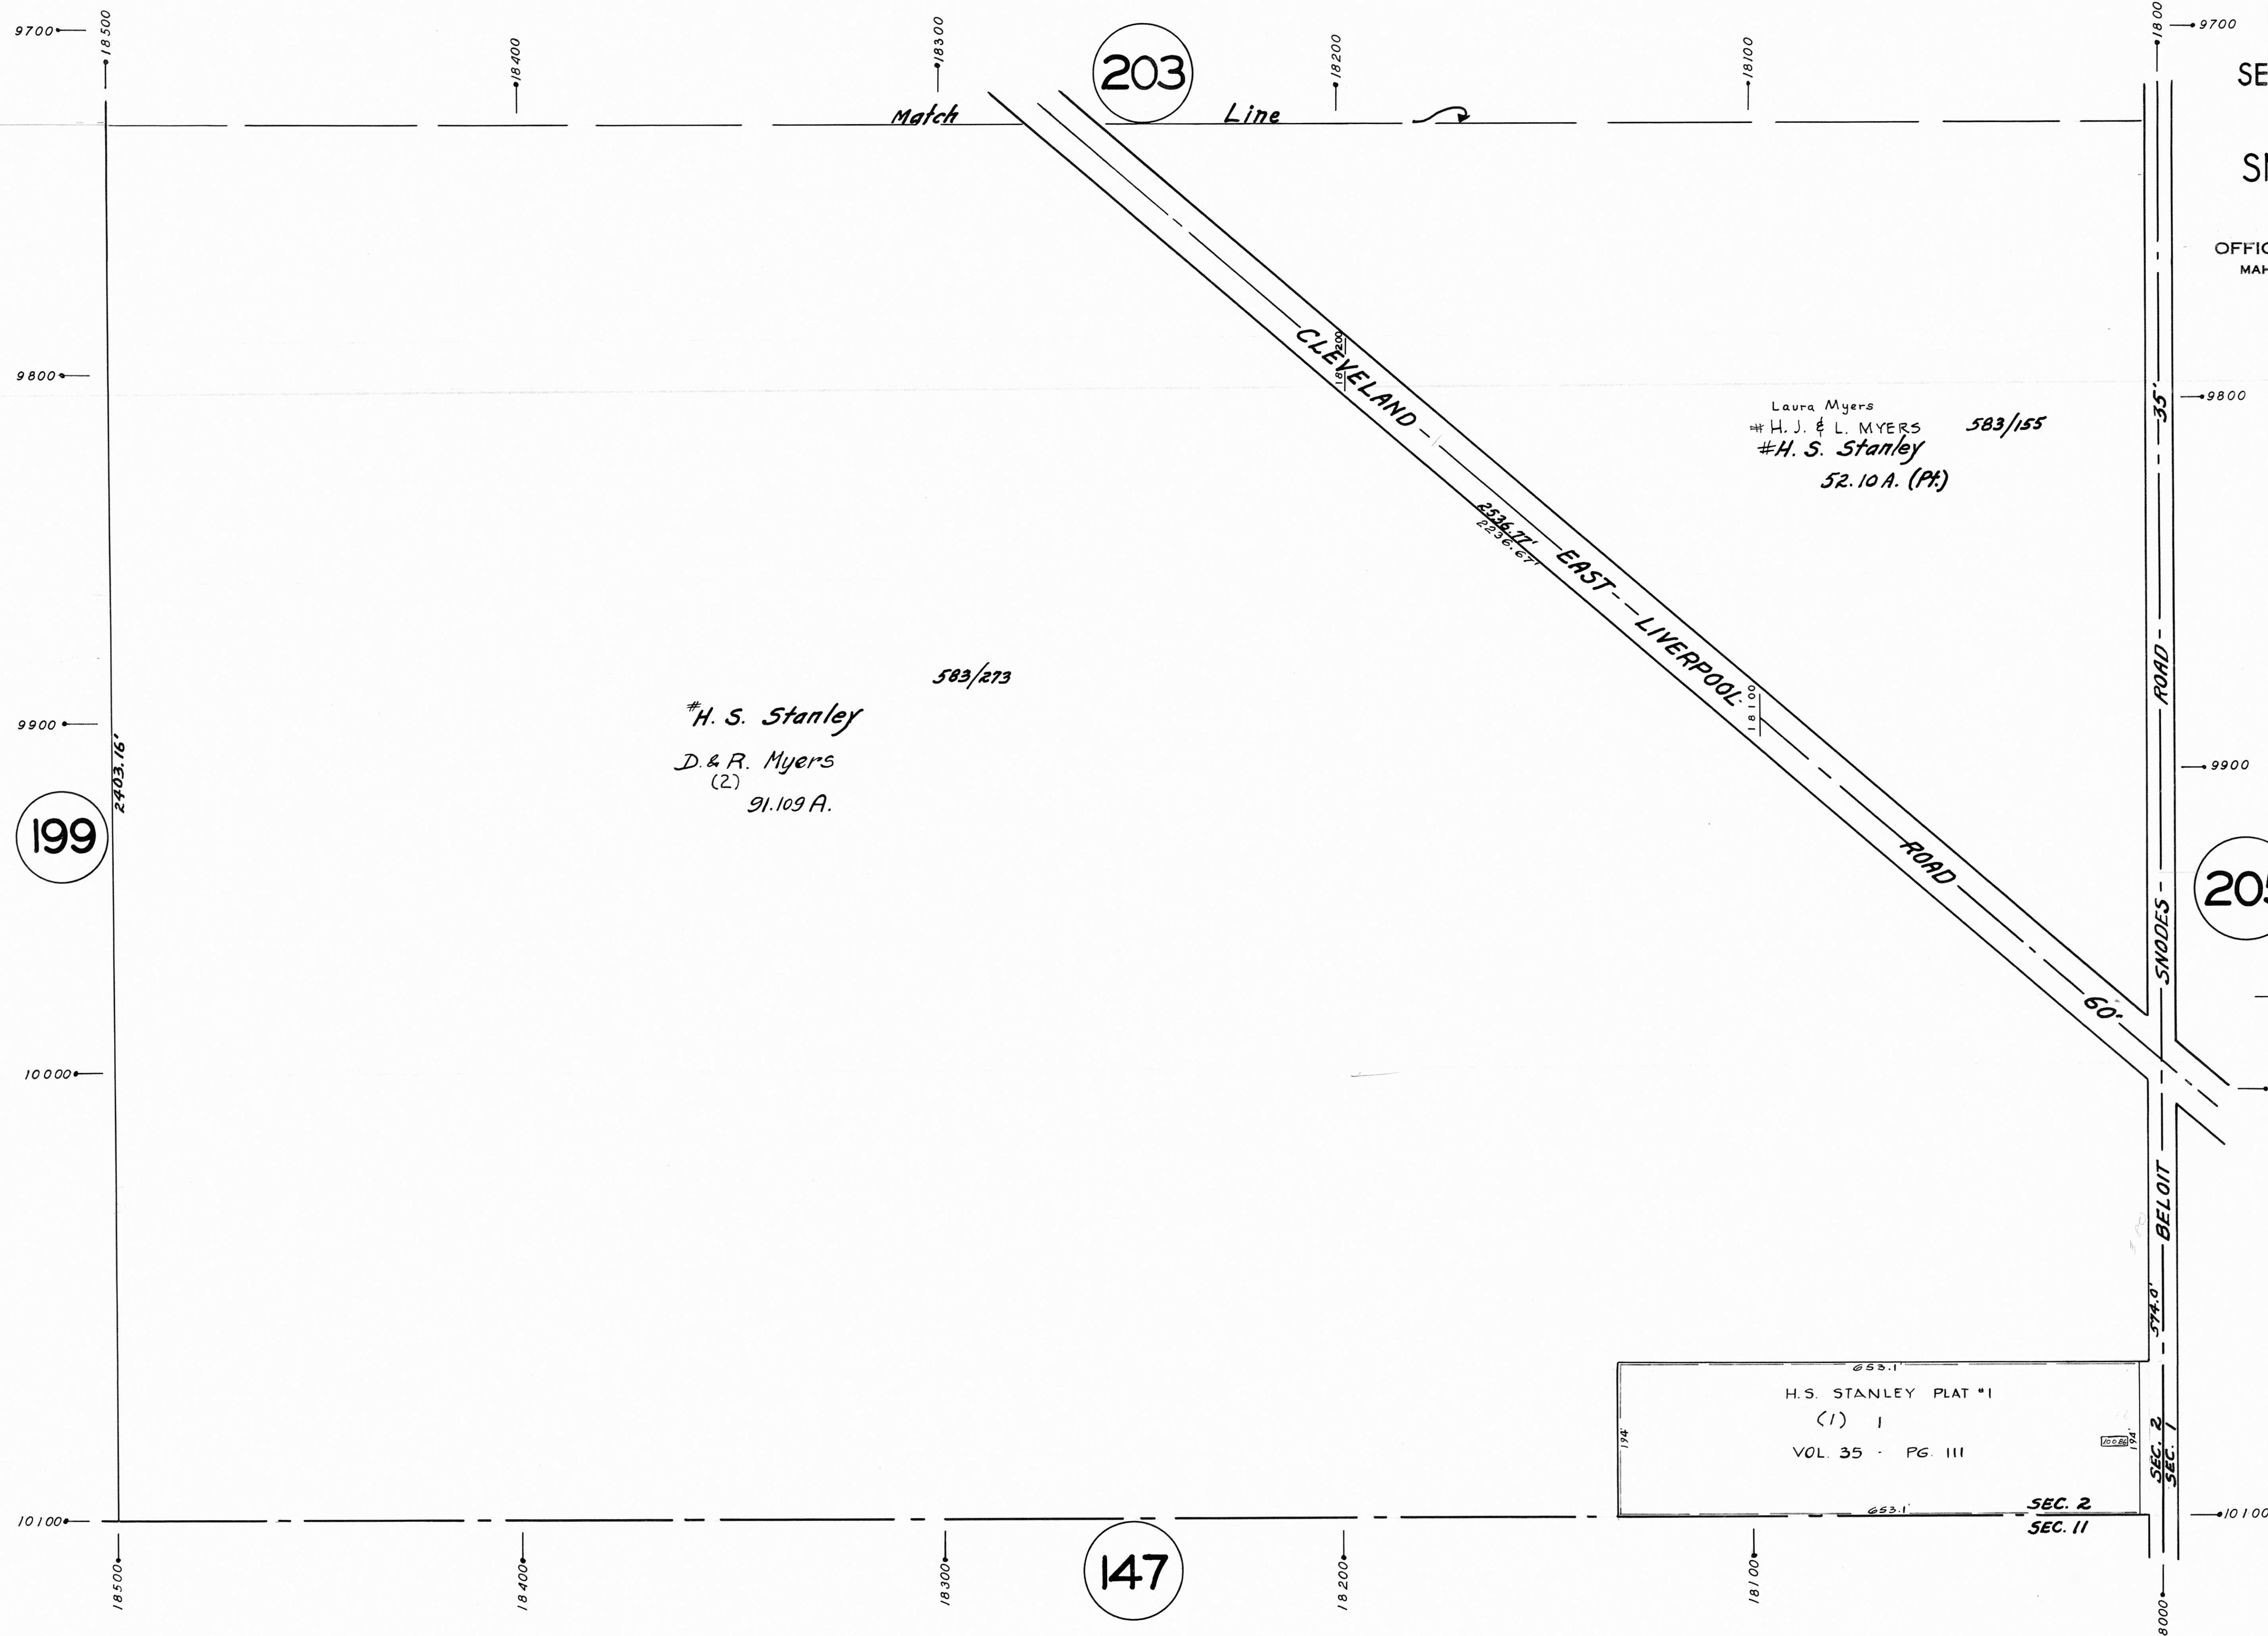 9700
18500
18400
18300
203
18200
18100
1800
9700
SE
Match Line
SI
OFFIC
MAH
9800
CLEVELAND - EAST - LIVERPOOL ROAD 60'
18200
18100
2536.77'
2236.67'
Laura Myers
# H. J. & L. MYERS 583/155
#H. S. Stanley
52.10 A. (Pt.)
35'
9800
583/273
#H. S. Stanley
D. & R. Myers
(2)
91.109 A.
9900
2403.16'
199
9900
205
BELOIT SNODES ROAD
10000
574.0'
653.1'
H.S. STANLEY PLAT #1
(1) 1
VOL. 35 - PG. 111
194'
10086
194'
653.1'
SEC. 2
SEC. 1
SEC. 2
SEC. 11
10100
10100
18500
18400
18300
147
18200
18100
8000